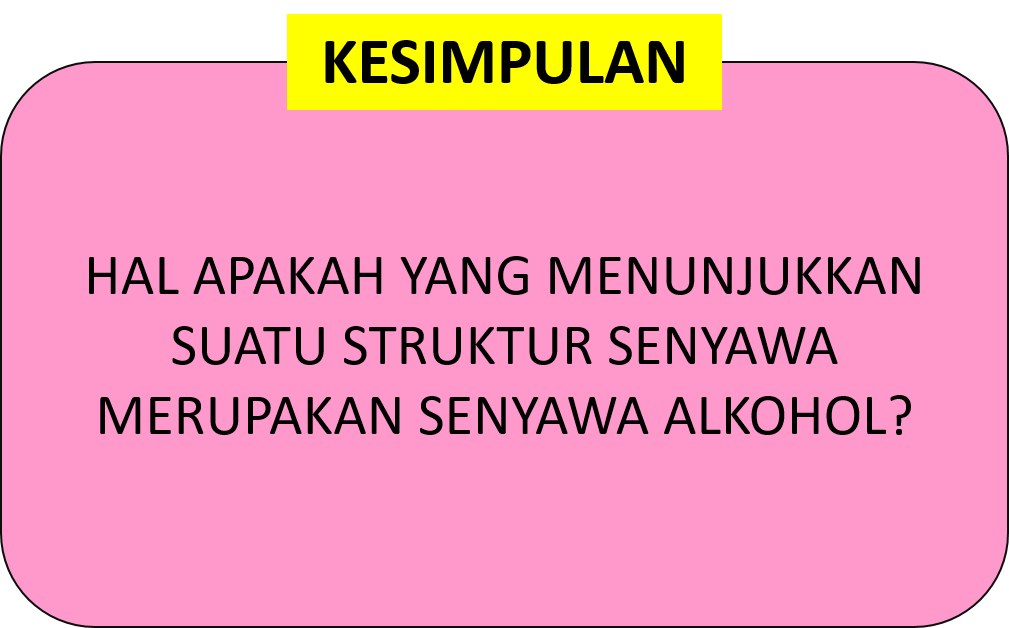 KESIMPULAN
HAL APAKAH YANG MENUNJUKKAN
SUATU STRUKTUR SENYAWA
MERUPAKAN SENYAWA ALKOHOL?